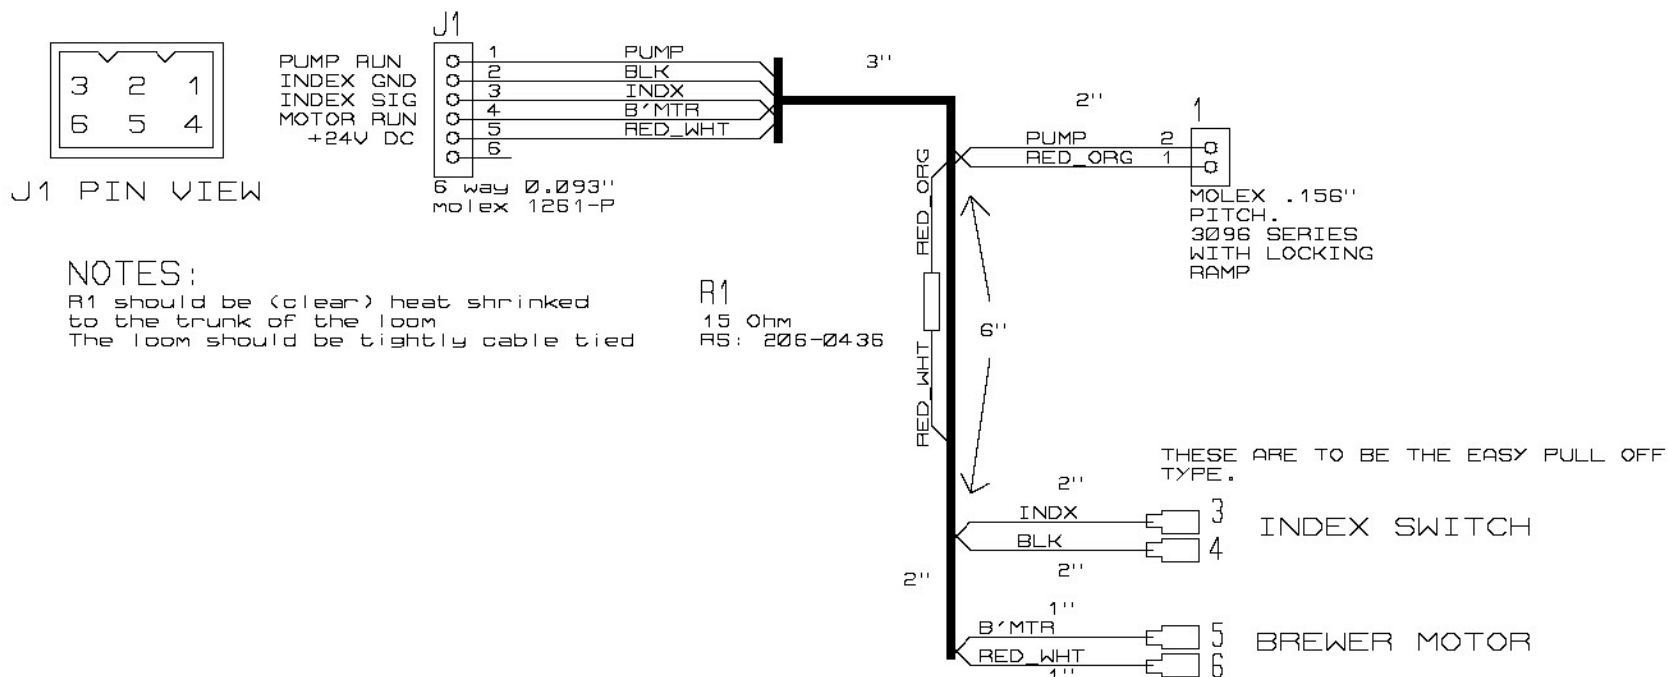 J1
3 2 1
6 5 4
J1 PIN VIEW
PUMP RUN 1 PUMP
INDEX GND 2 BLK
INDEX SIG 3 INDX
MOTOR RUN 4 B'MTR
+24V DC 5 RED_WHT
6
6 way 0.093"
molex 1261-P
3"
2"
1
PUMP 2
RED_ORG 1
MOLEX .156"
PITCH.
3096 SERIES
WITH LOCKING
RAMP
RED_ORG
RED_WHT
6"
NOTES:
R1 should be (clear) heat shrinked
to the trunk of the loom
The loom should be tightly cable tied
R1
15 Ohm
RS: 206-0436
THESE ARE TO BE THE EASY PULL OFF
TYPE.
2"
INDX 3
BLK 4
INDEX SWITCH
2"
2"
1"
B'MTR 5
RED_WHT 6
BREWER MOTOR
1"